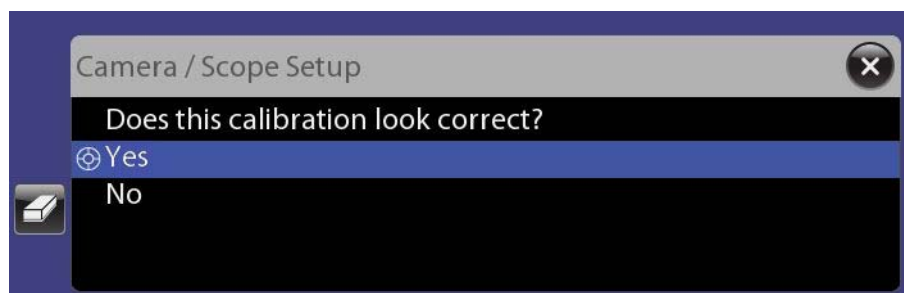 Camera / Scope Setup
Does this calibration look correct?
Yes
No